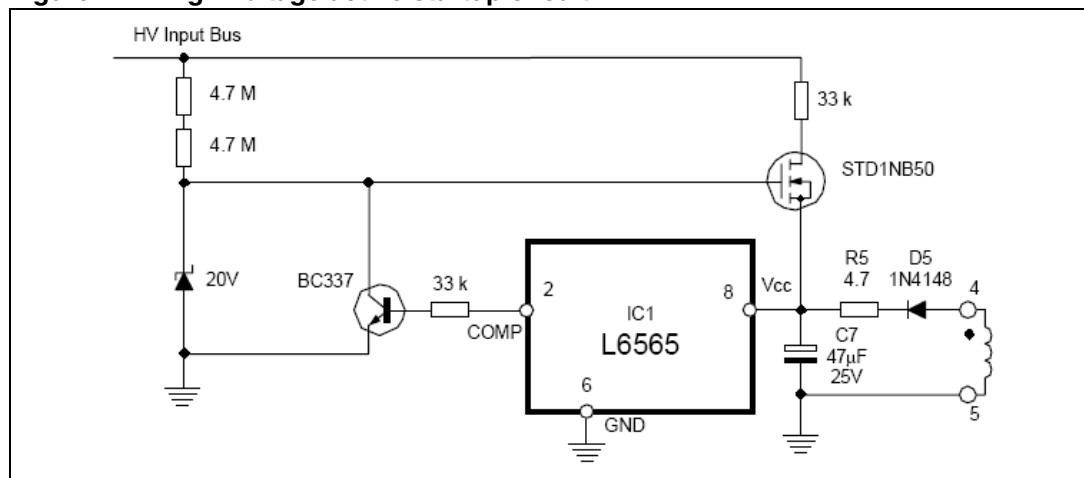 HV Input Bus
4.7 M
33 k
4.7 M
STD1NB50
20V
BC337
33 k
2
COMP
IC1
L6565
8
Vcc
6
GND
R5
4.7
D5
1N4148
4
C7
47μF
25V
5